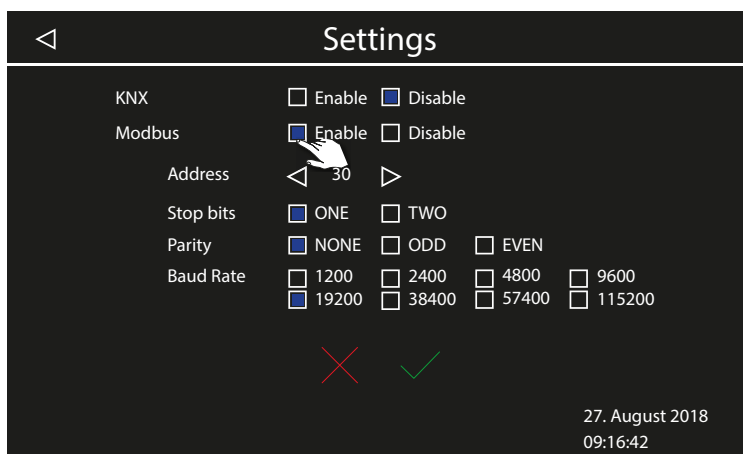 Settings
KNX Enable Disable
Modbus Enable Disable
Address 30
Stop bits ONE TWO
Parity NONE ODD EVEN
Baud Rate 1200 2400 4800 9600
19200 38400 57400 115200
27. August 2018
09:16:42